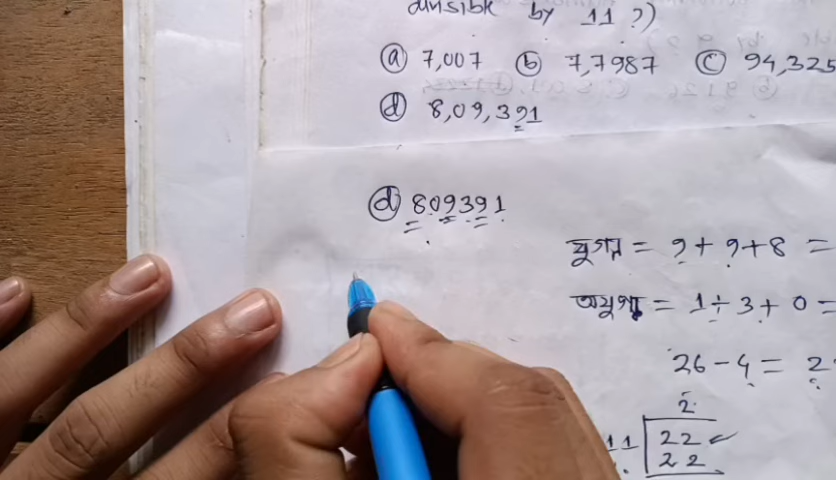 divisible by 11 ?)
(a) 7,007 (b) 7,7987 (c) 94,325
(d) 8,09,391
(d) 809391
যুগ্ম = 9 + 9 + 8 =
অযুগ্ম = 1 + 3 + 0 =
26 - 4 = 2
2
11 22
22